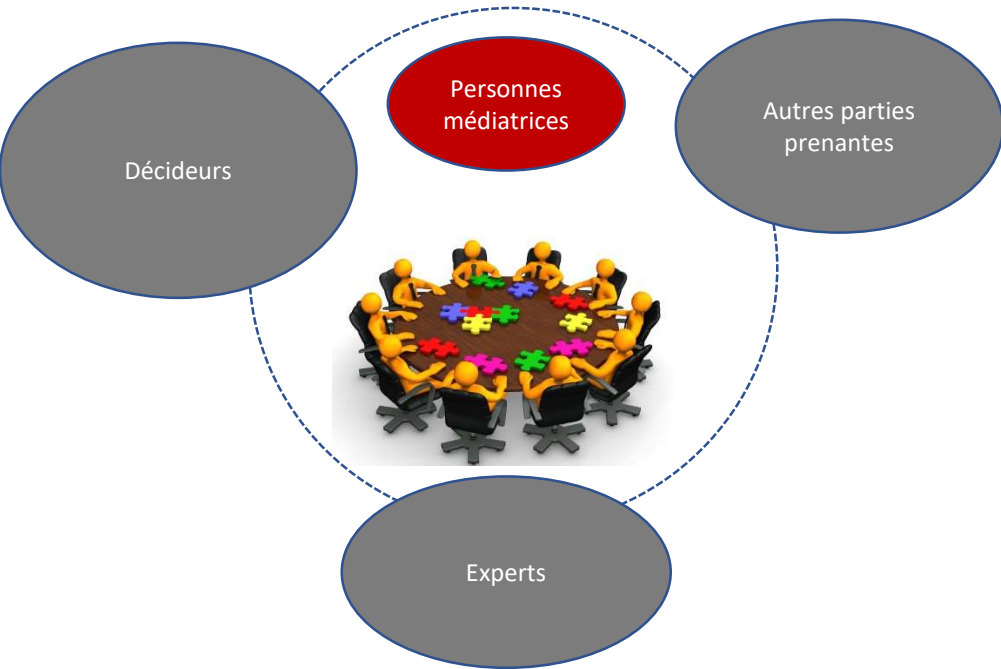 Personnes
médiatrices
Autres parties
prenantes
Décideurs
Experts